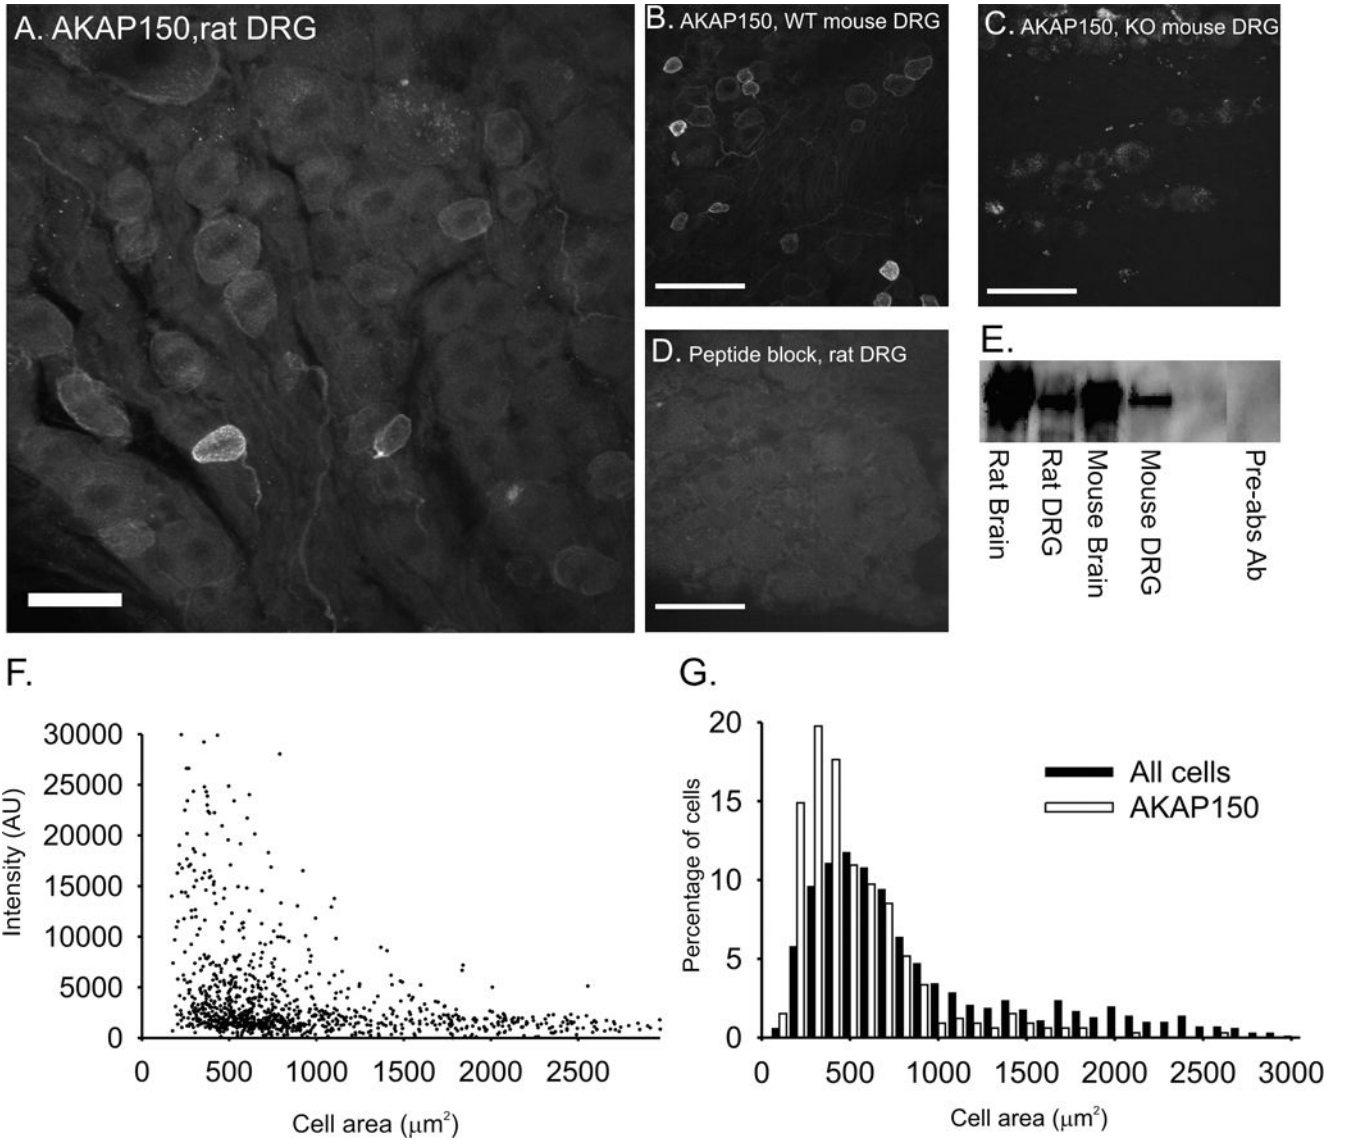 A. AKAP150,rat DRG
B. AKAP150, WT mouse DRG
C. AKAP150, KO mouse DRG
D. Peptide block, rat DRG
E.
Rat Brain
Rat DRG
Mouse Brain
Mouse DRG
Pre-abs Ab
F.
30000
25000
20000
15000
10000
5000
0
Intensity (AU)
0 500 1000 1500 2000 2500
Cell area (μm²)
G.
20
15
10
5
0
Percentage of cells
All cells
AKAP150
0 500 1000 1500 2000 2500 3000
Cell area (μm²)